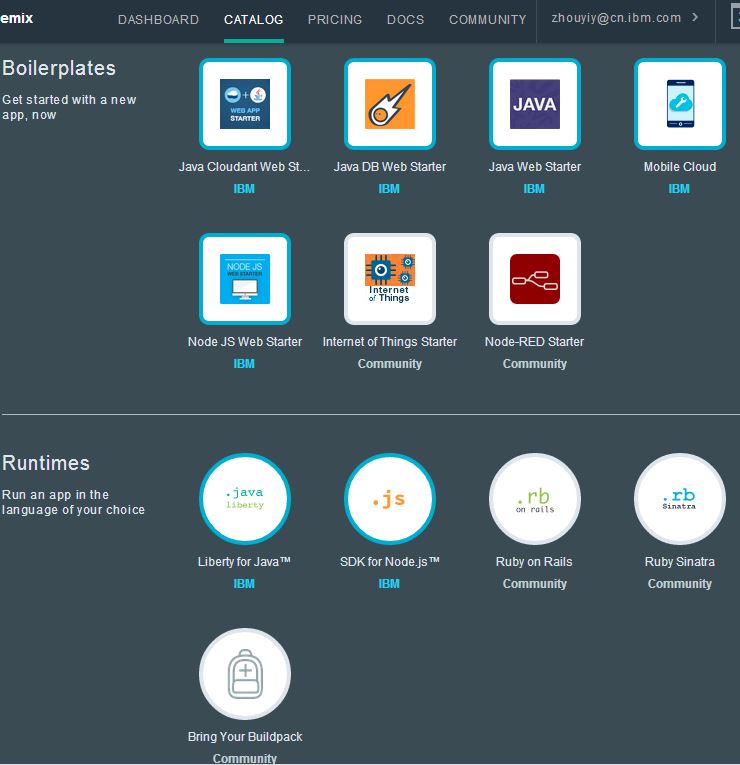 emix DASHBOARD CATALOG PRICING DOCS COMMUNITY zhouyiy@cn.ibm.com >
Boilerplates
Get started with a new
app, now
WEB APP
STARTER
JAVA
Java Cloudant Web St... Java DB Web Starter Java Web Starter Mobile Cloud
IBM IBM IBM IBM
NODE JS
WEB STARTER
Internet
of Things
Node JS Web Starter Internet of Things Starter Node-RED Starter
IBM Community Community
Runtimes
Run an app in the
language of your choice
.java
liberty
.js
.rb
on rails
.rb
Sinatra
Liberty for Java™ SDK for Node.js™ Ruby on Rails Ruby Sinatra
IBM IBM Community Community
Bring Your Buildpack
Community